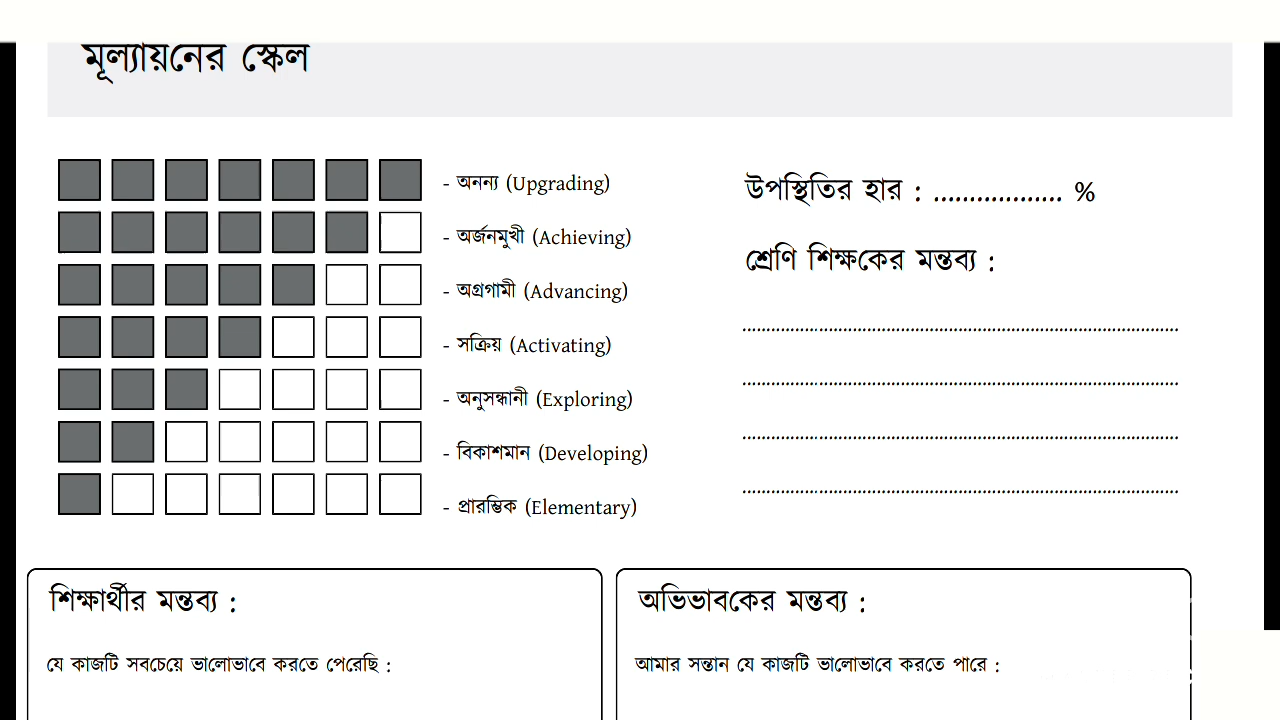 মূল্যায়নের স্কেল
- অনন্য (Upgrading)
- অর্জনমুখী (Achieving)
- অগ্রগামী (Advancing)
- সক্রিয় (Activating)
- অনুসন্ধানী (Exploring)
- বিকাশমান (Developing)
- প্রারম্ভিক (Elementary)
উপস্থিতির হার : .................. %
শ্রেণি শিক্ষকের মন্তব্য :
শিক্ষার্থীর মন্তব্য :
যে কাজটি সবচেয়ে ভালোভাবে করতে পেরেছি :
অভিভাবকের মন্তব্য :
আমার সন্তান যে কাজটি ভালোভাবে করতে পারে :